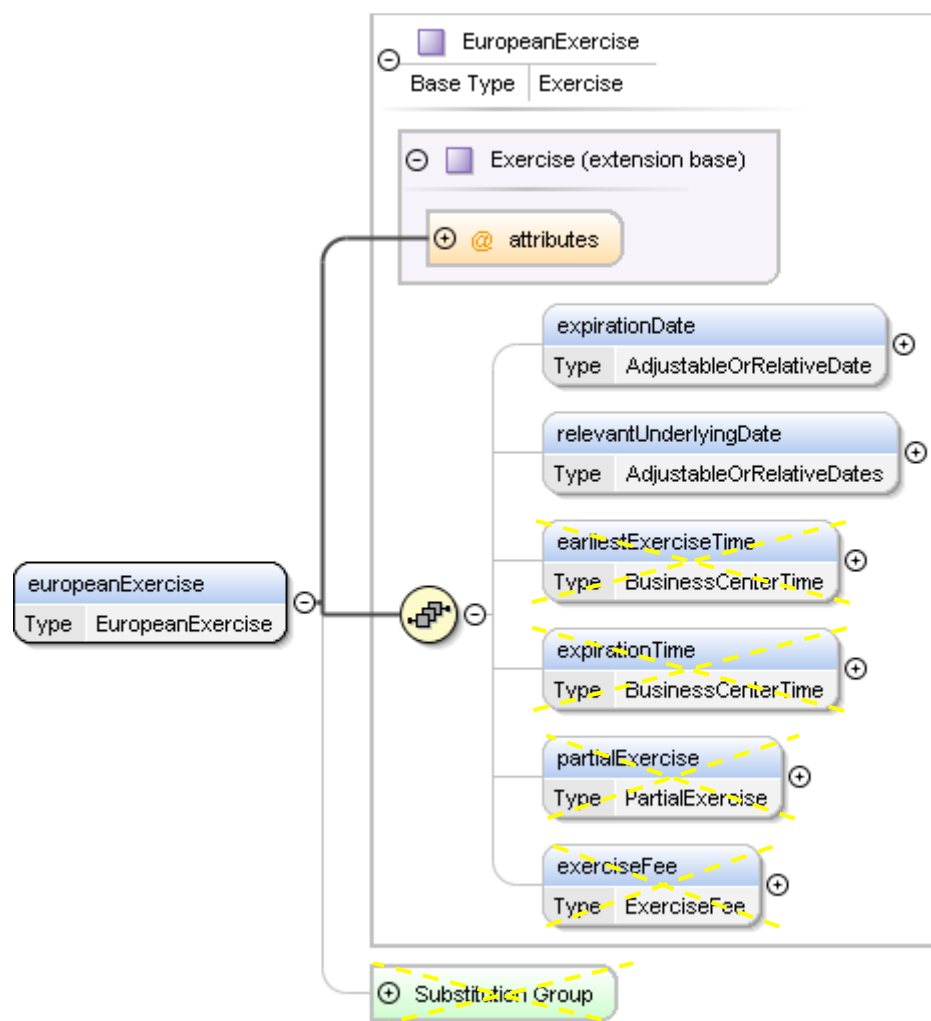 EuropeanExercise
Base Type Exercise
Exercise (extension base)
@ attributes
expirationDate
Type AdjustableOrRelativeDate
relevantUnderlyingDate
Type AdjustableOrRelativeDates
earliestExerciseTime
Type BusinessCenterTime
europeanExercise
Type EuropeanExercise
expirationTime
Type BusinessCenterTime
partialExercise
Type PartialExercise
exerciseFee
Type ExerciseFee
Substitution Group